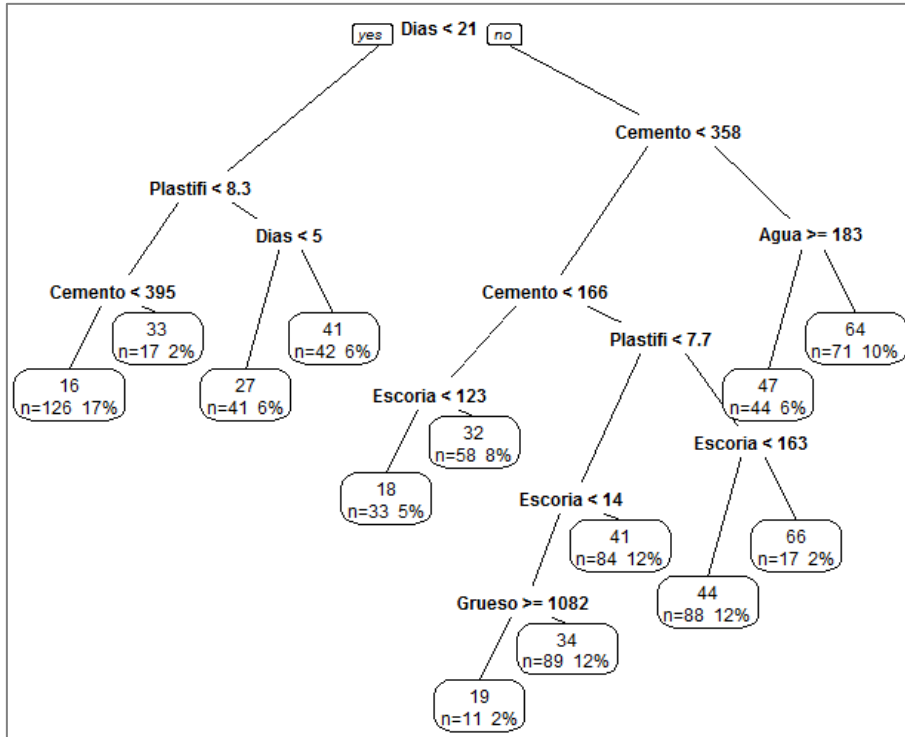 yes Dias < 21 no
Cemento < 358
Plastifi < 8.3
Dias < 5
Agua >= 183
Cemento < 395
Cemento < 166
33
n=17 2%
41
n=42 6%
64
n=71 10%
Plastifi < 7.7
16
n=126 17%
27
n=41 6%
47
n=44 6%
Escoria < 123
32
n=58 8%
Escoria < 163
18
n=33 5%
Escoria < 14
41
n=84 12%
66
n=17 2%
44
n=88 12%
Grueso >= 1082
34
n=89 12%
19
n=11 2%